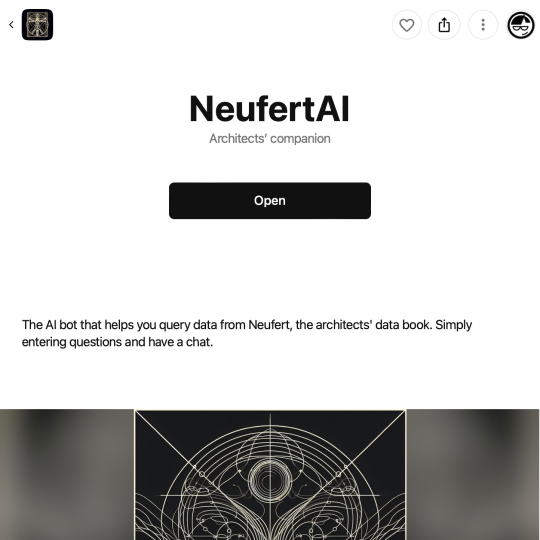 NeufertAI
Architects’ companion
Open
The AI bot that helps you query data from Neufert, the architects' data book. Simply
entering questions and have a chat.